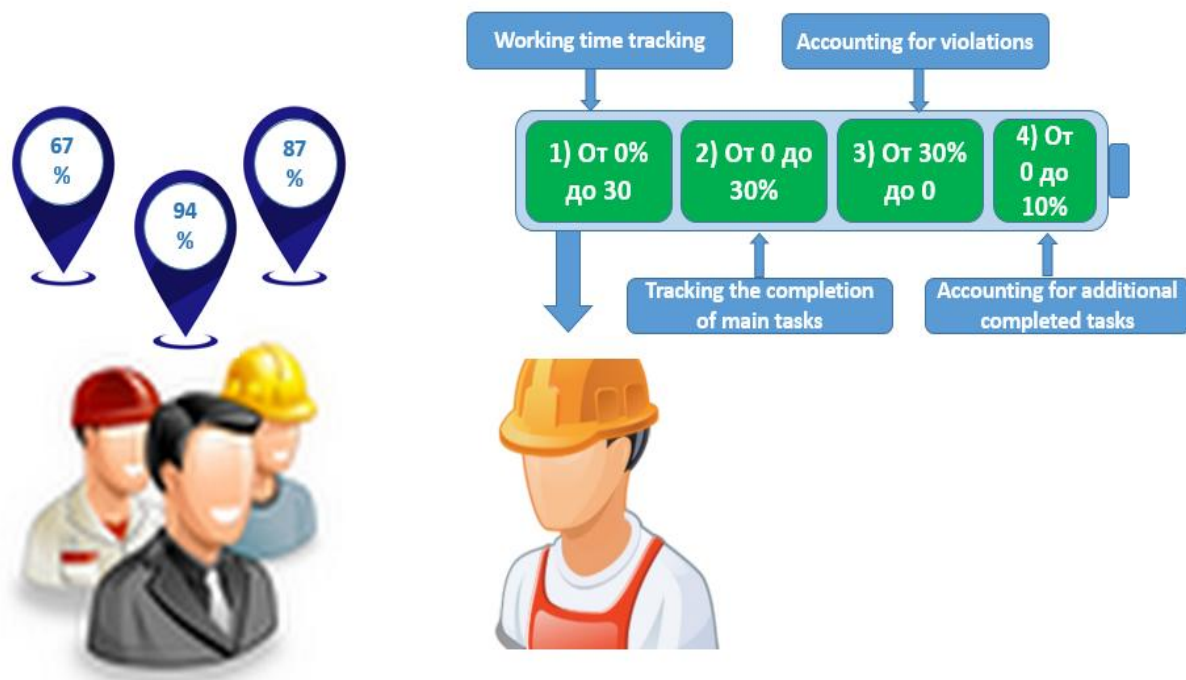 Working time tracking
Accounting for violations
67
%
87
%
94
%
1) От 0%
до 30
2) От 0 до
30%
3) От 30%
до 0
4) От
0 до
10%
Tracking the completion
of main tasks
Accounting for additional
completed tasks